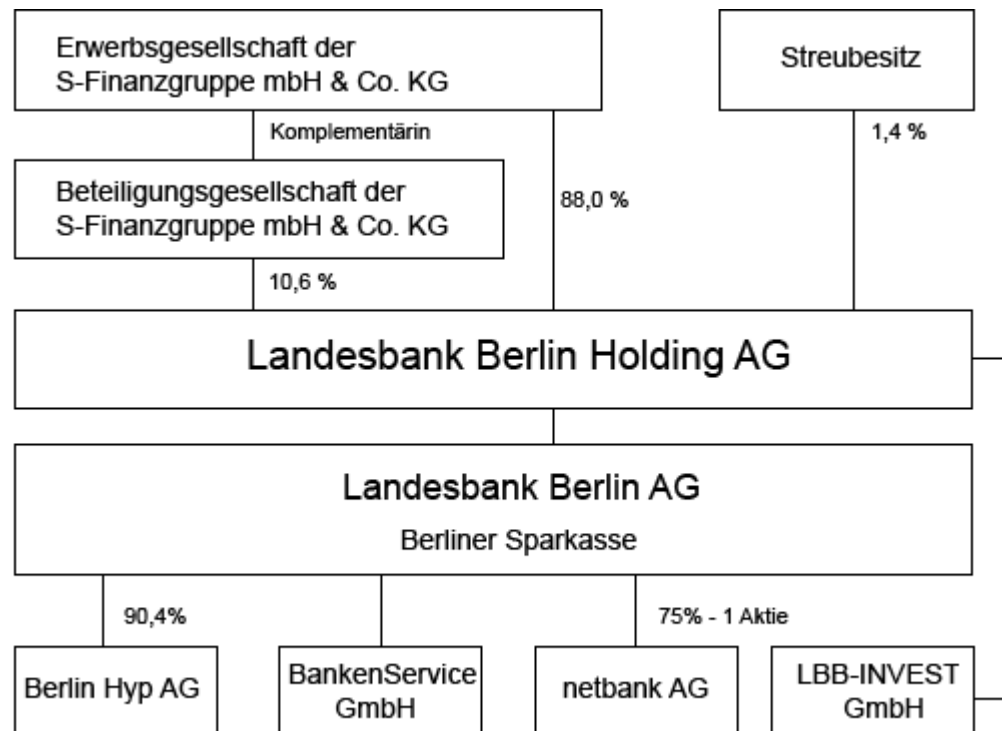 Erwerbsgesellschaft der
S-Finanzgruppe mbH & Co. KG
Streubesitz
Komplementärin
1,4 %
Beteiligungsgesellschaft der
S-Finanzgruppe mbH & Co. KG
88,0 %
10,6 %
Landesbank Berlin Holding AG
Landesbank Berlin AG
Berliner Sparkasse
90,4%
75% - 1 Aktie
Berlin Hyp AG
BankenService
GmbH
netbank AG
LBB-INVEST
GmbH